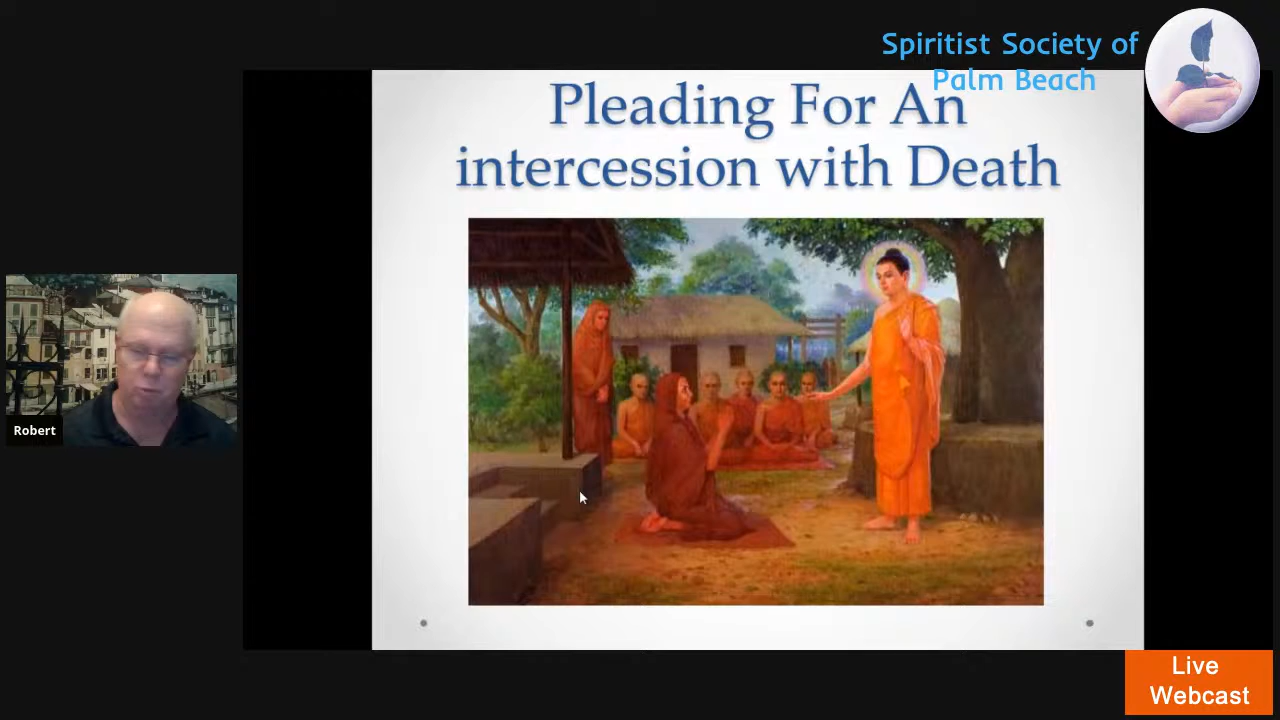 Spiritist Society of
Palm Beach
Pleading For An
intercession with Death
Robert
Live
Webcast